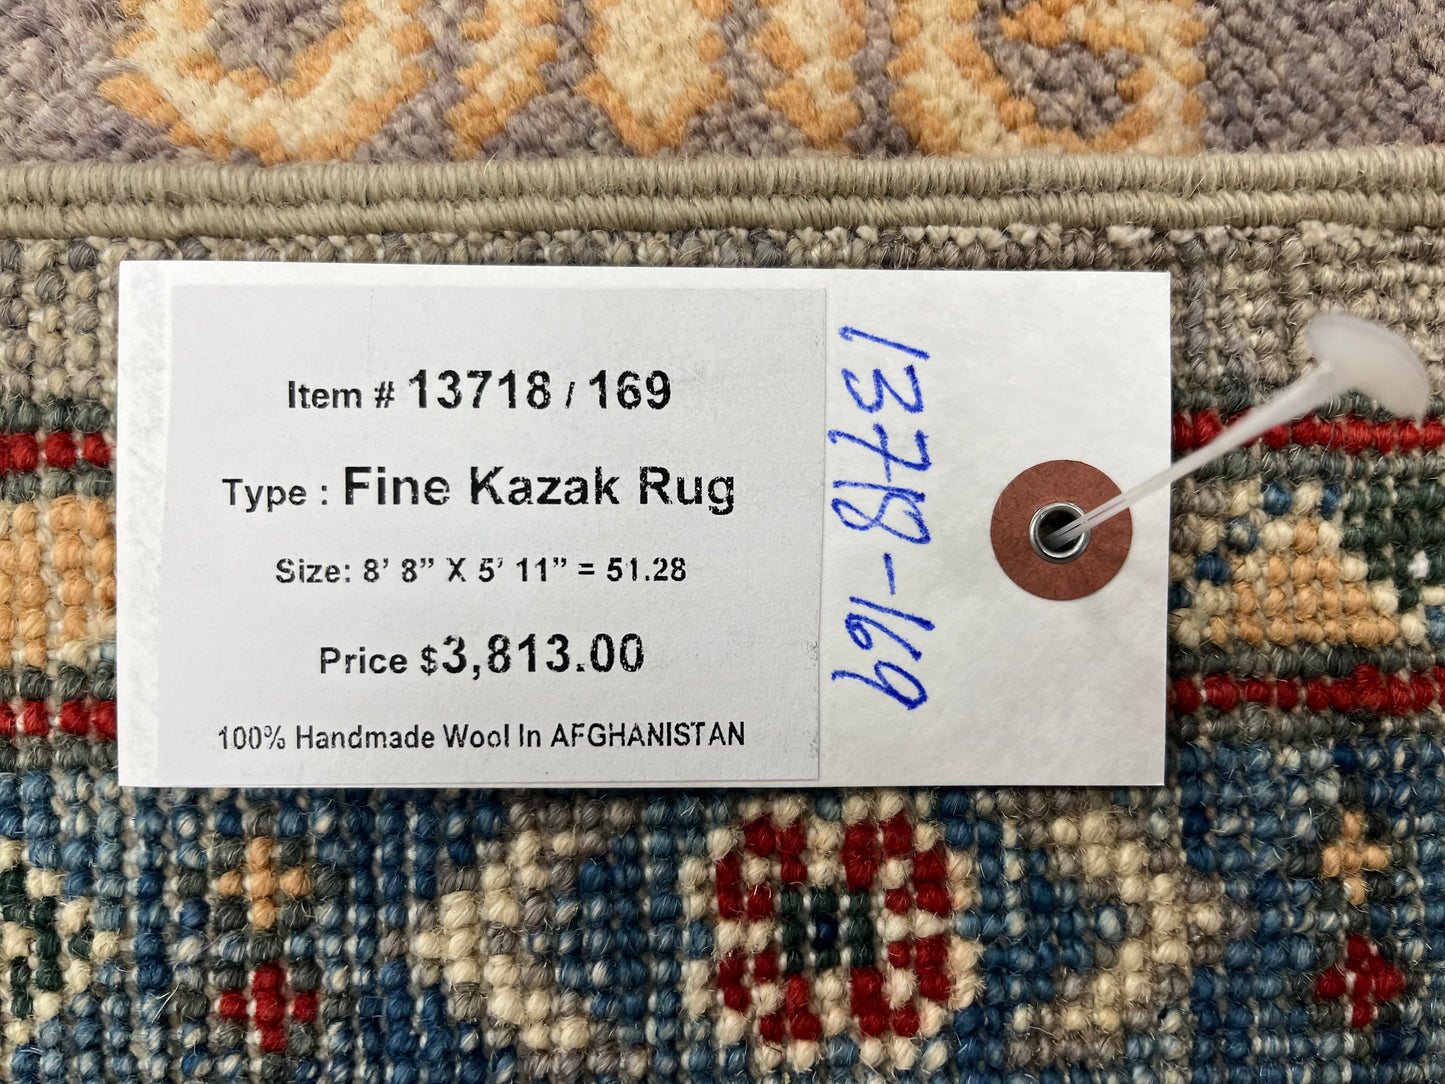 Item # 13718 / 169
Type : Fine Kazak Rug
Size: 8’ 8” X 5’ 11” = 51.28
Price $3,813.00
100% Handmade Wool In AFGHANISTAN
13718-169